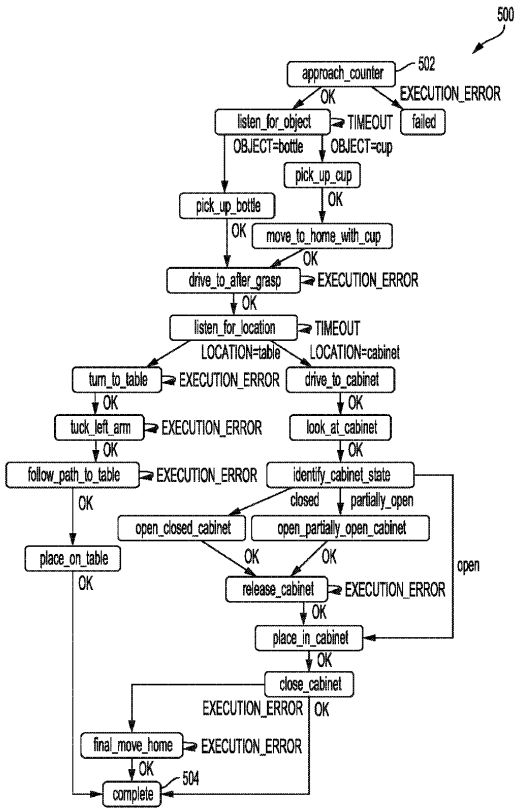 500
approach_counter
502
OK
EXECUTION_ERROR
listen_for_object
TIMEOUT
failed
OBJECT=bottle
OBJECT=cup
pick_up_cup
OK
pick_up_bottle
OK
move_to_home_with_cup
OK
drive_to_after_grasp
EXECUTION_ERROR
OK
listen_for_location
TIMEOUT
LOCATION=table
LOCATION=cabinet
turn_to_table
EXECUTION_ERROR
drive_to_cabinet
OK
OK
tuck_left_arm
EXECUTION_ERROR
look_at_cabinet
OK
OK
follow_path_to_table
EXECUTION_ERROR
identify_cabinet_state
OK
closed
partially_open
open_closed_cabinet
open_partially_open_cabinet
place_on_table
OK
OK
OK
open
release_cabinet
EXECUTION_ERROR
OK
place_in_cabinet
OK
close_cabinet
EXECUTION_ERROR
OK
final_move_home
EXECUTION_ERROR
OK
504
complete